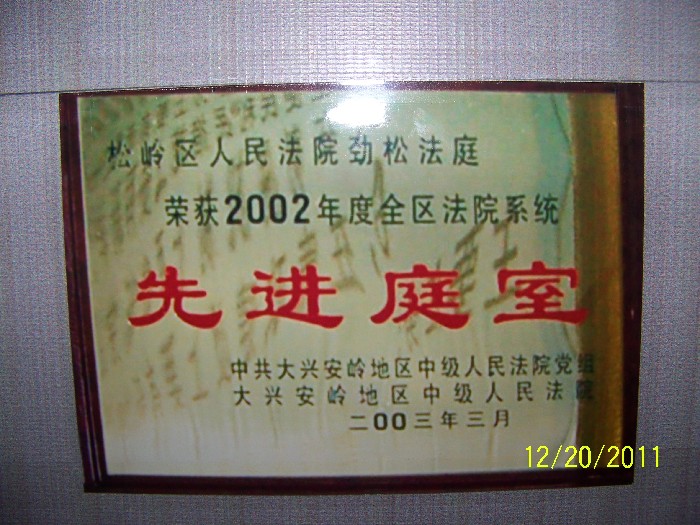 松岭区人民法院劲松法庭
荣获2002年度全区法院系统
先进庭室
中共大兴安岭地区中级人民法院党组
大兴安岭地区中级人民法院
二00三年三月
12/20/2011